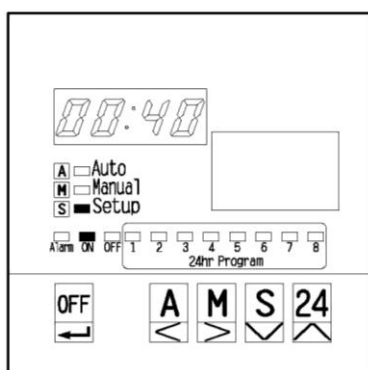 00:40
A Auto
M Manual
S Setup
Alarm ON OFF 1 2 3 4 5 6 7 8
24hr Program
OFF A M S 24